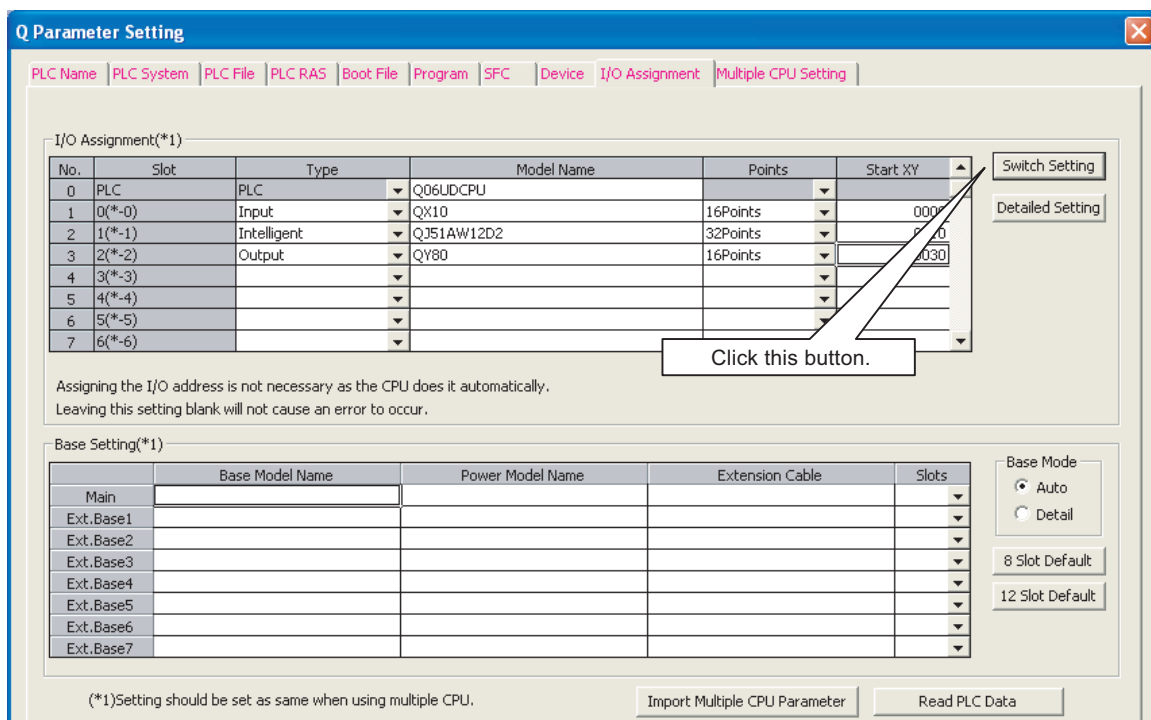 Q Parameter Setting
PLC Name PLC System PLC File PLC RAS Boot File Program SFC Device I/O Assignment Multiple CPU Setting
I/O Assignment(*1)
No. Slot Type Model Name Points Start XY
0 PLC PLC Q06UDCPU
1 0(*-0) Input QX10 16Points
2 1(*-1) Intelligent QJ51AW12D2 32Points
3 2(*-2) Output QY80 16Points 0030
4 3(*-3)
5 4(*-4)
6 5(*-5)
7 6(*-6)
Switch Setting
Detailed Setting
Click this button.
Assigning the I/O address is not necessary as the CPU does it automatically.
Leaving this setting blank will not cause an error to occur.
Base Setting(*1)
Base Model Name Power Model Name Extension Cable Slots
Main
Ext.Base1
Ext.Base2
Ext.Base3
Ext.Base4
Ext.Base5
Ext.Base6
Ext.Base7
Base Mode
Auto
Detail
8 Slot Default
12 Slot Default
(*1)Setting should be set as same when using multiple CPU.
Import Multiple CPU Parameter
Read PLC Data